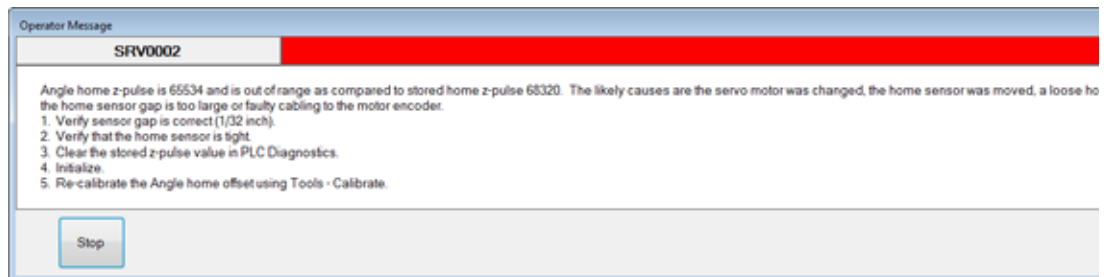 Operator Message
SRV0002
Angle home z-pulse is 65534 and is out of range as compared to stored home z-pulse 68320. The likely causes are the servo motor was changed, the home sensor was moved, a loose ho
the home sensor gap is too large or faulty cabling to the motor encoder.
1. Verify sensor gap is correct (1/32 inch).
2. Verify that the home sensor is tight.
3. Clear the stored z-pulse value in PLC Diagnostics.
4. Initialize.
5. Re-calibrate the Angle home offset using Tools - Calibrate.
Stop